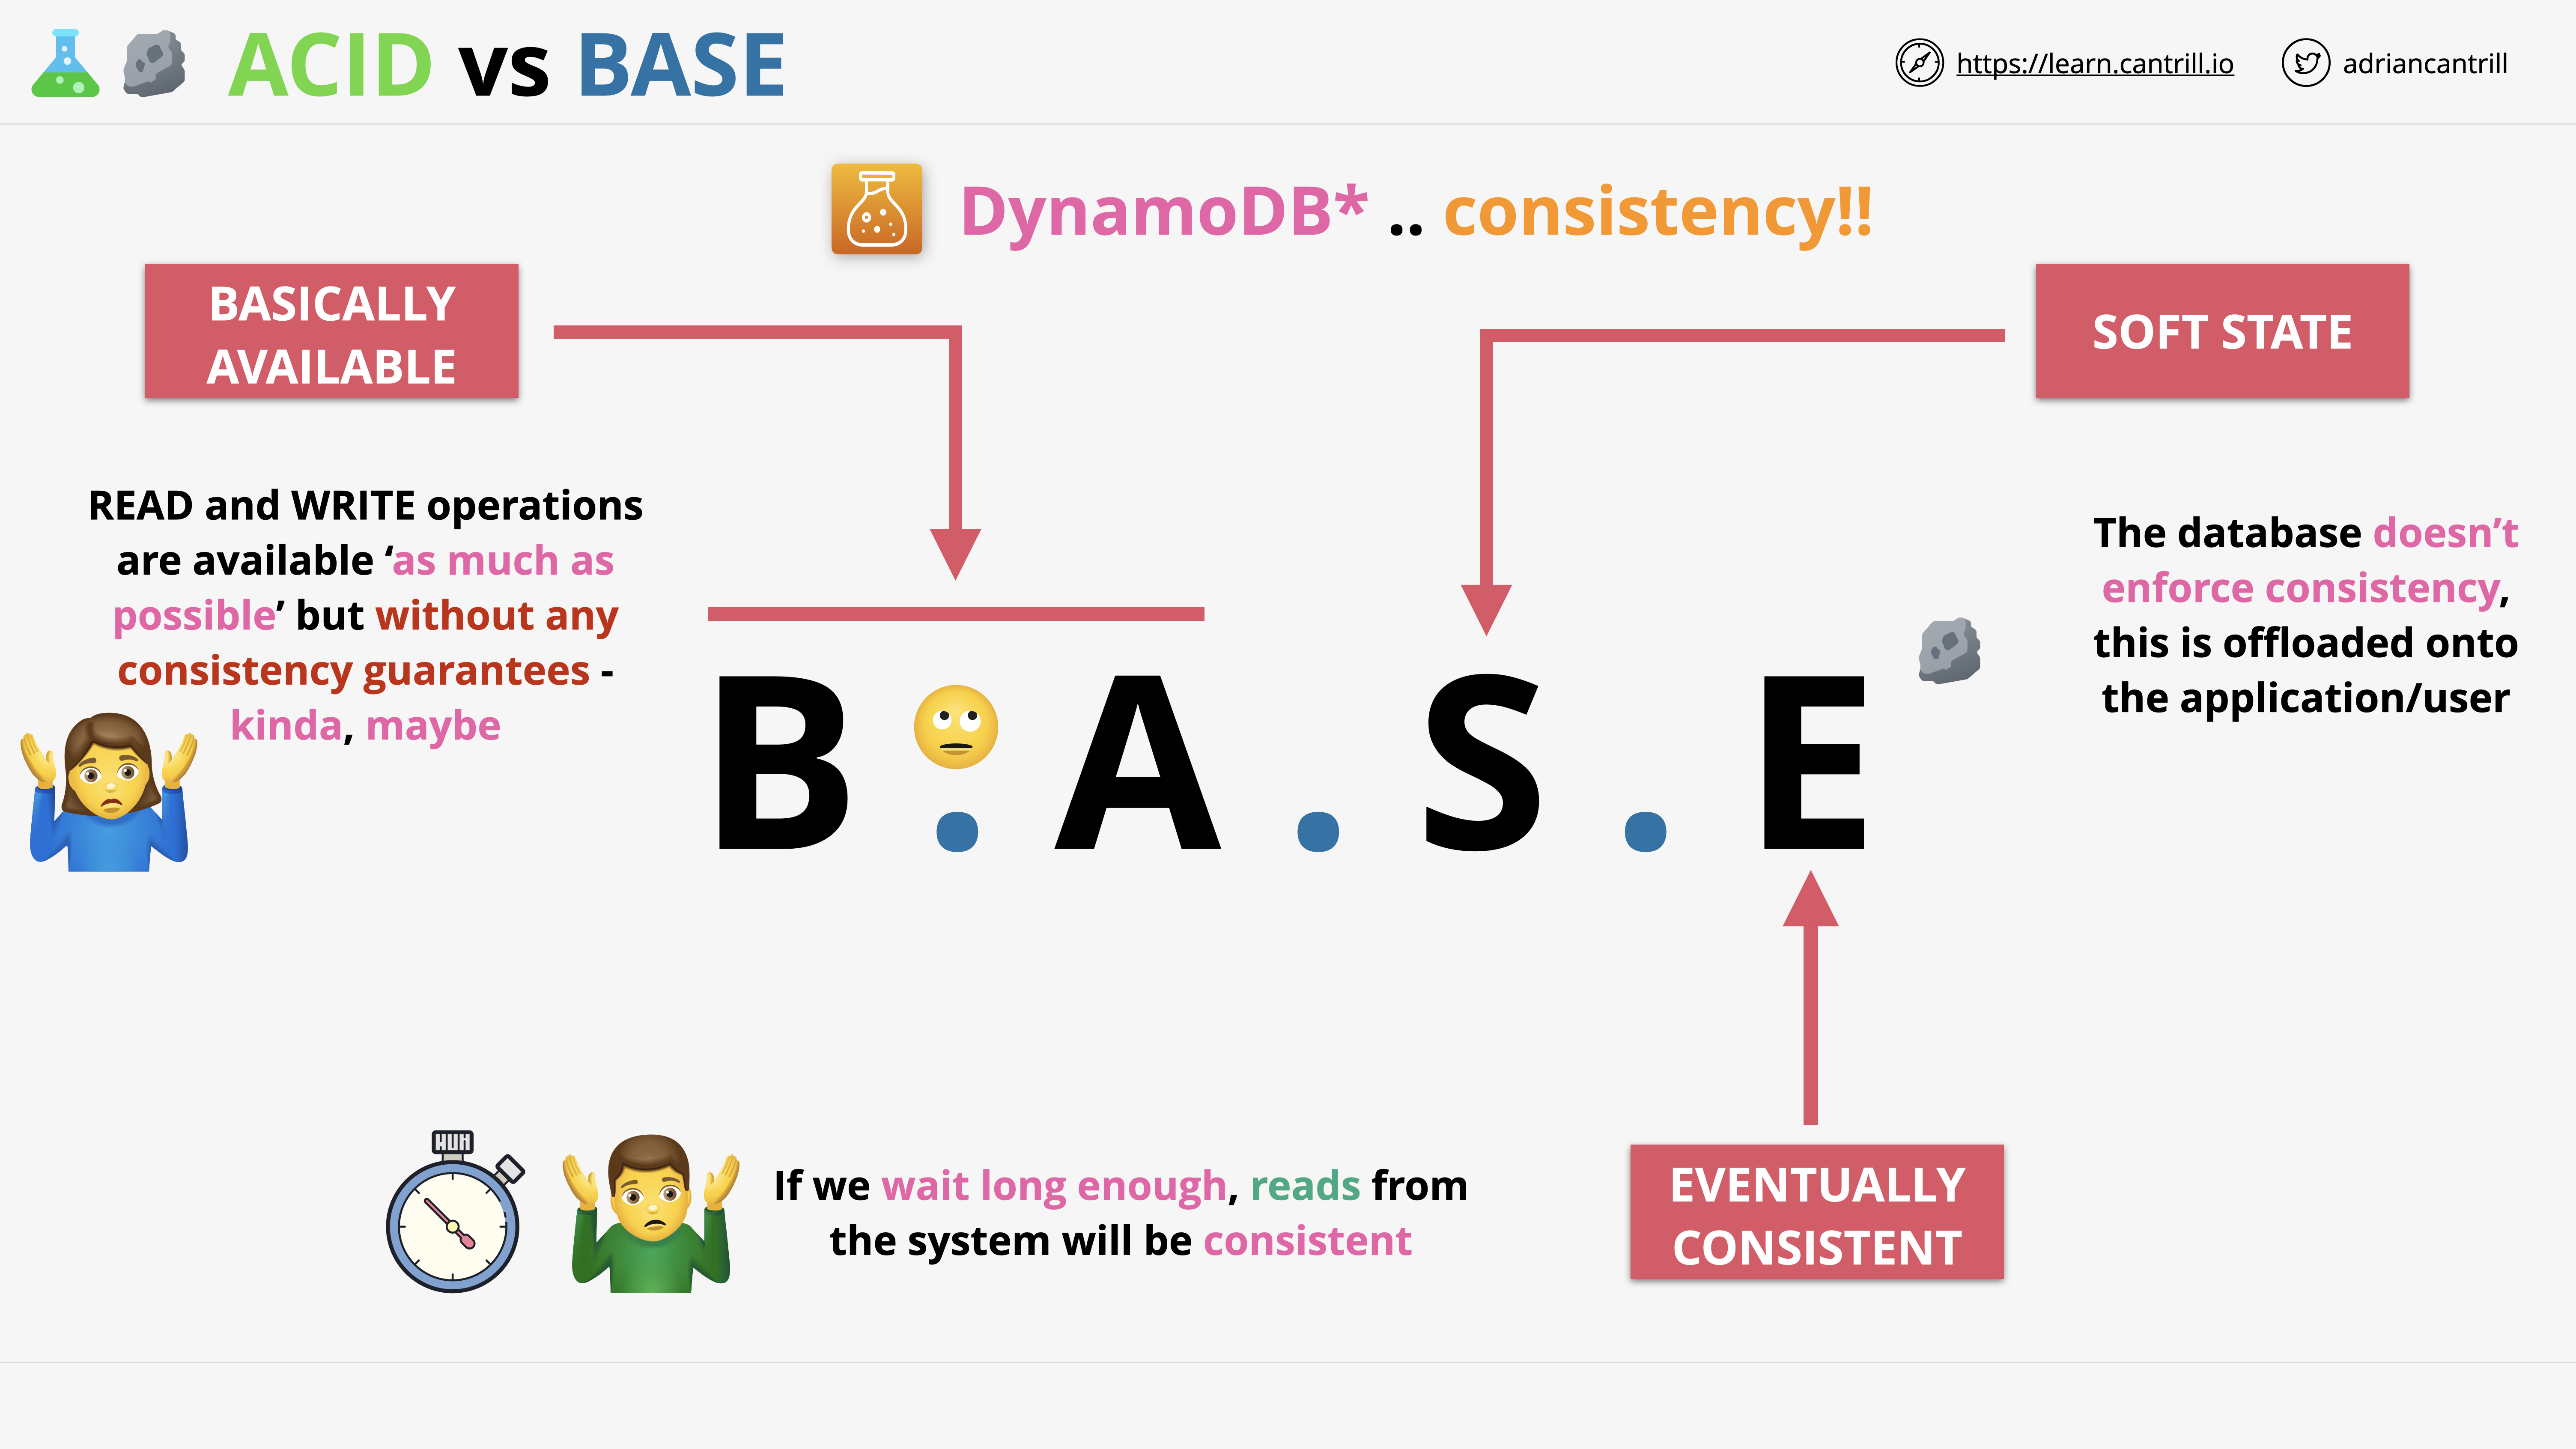 ACID vs BASE
https://learn.cantrill.io
adriancantrill
DynamoDB* .. consistency!!
BASICALLY
AVAILABLE
SOFT STATE
READ and WRITE operations
are available ‘as much as
possible’ but without any
consistency guarantees -
kinda, maybe
The database doesn’t
enforce consistency,
this is offloaded onto
the application/user
B . A . S . E
If we wait long enough, reads from
the system will be consistent
EVENTUALLY
CONSISTENT